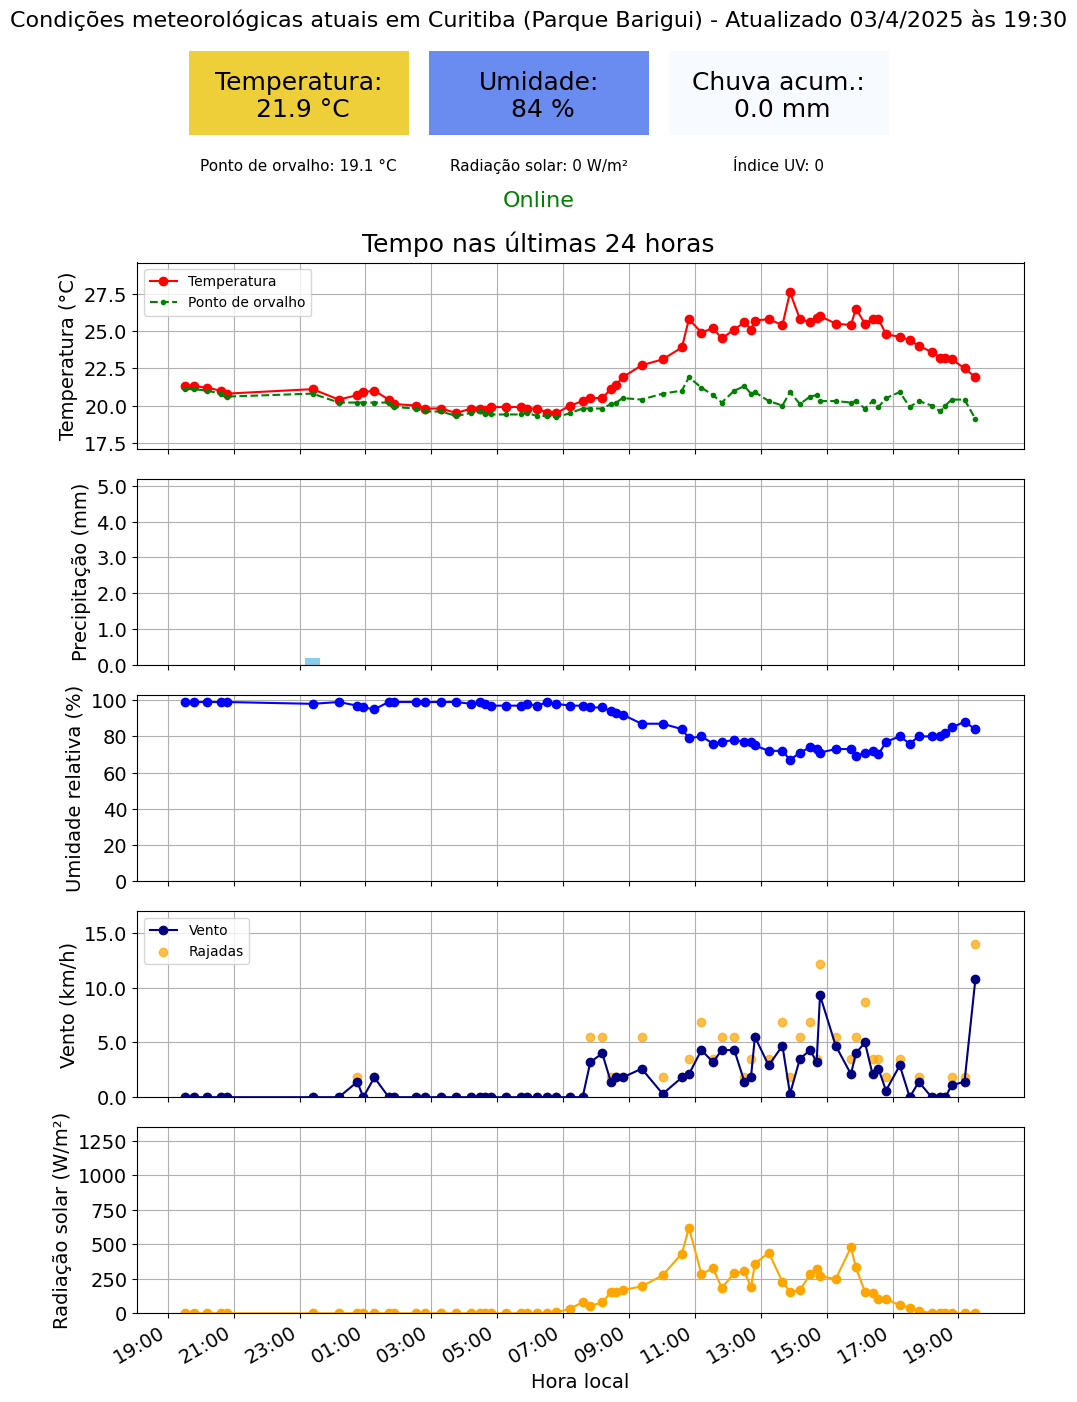 Condições meteorológicas atuais em Curitiba (Parque Barigui) - Atualizado 03/4/2025 às 19:30
Temperatura:
21.9 °C
Umidade:
84 %
Chuva acum.:
0.0 mm
Ponto de orvalho: 19.1 °C
Radiação solar: 0 W/m²
Índice UV: 0
Online
Tempo nas últimas 24 horas
Temperatura (°C)
27.5
25.0
22.5
20.0
17.5
Temperatura
Ponto de orvalho
Precipitação (mm)
5.0
4.0
3.0
2.0
1.0
0.0
Umidade relativa (%)
100
80
60
40
20
0
Vento (km/h)
15.0
10.0
5.0
0.0
Vento
Rajadas
Radiação solar (W/m²)
1250
1000
750
500
250
0
19:00
21:00
23:00
01:00
03:00
05:00
07:00
09:00
11:00
13:00
15:00
17:00
19:00
Hora local